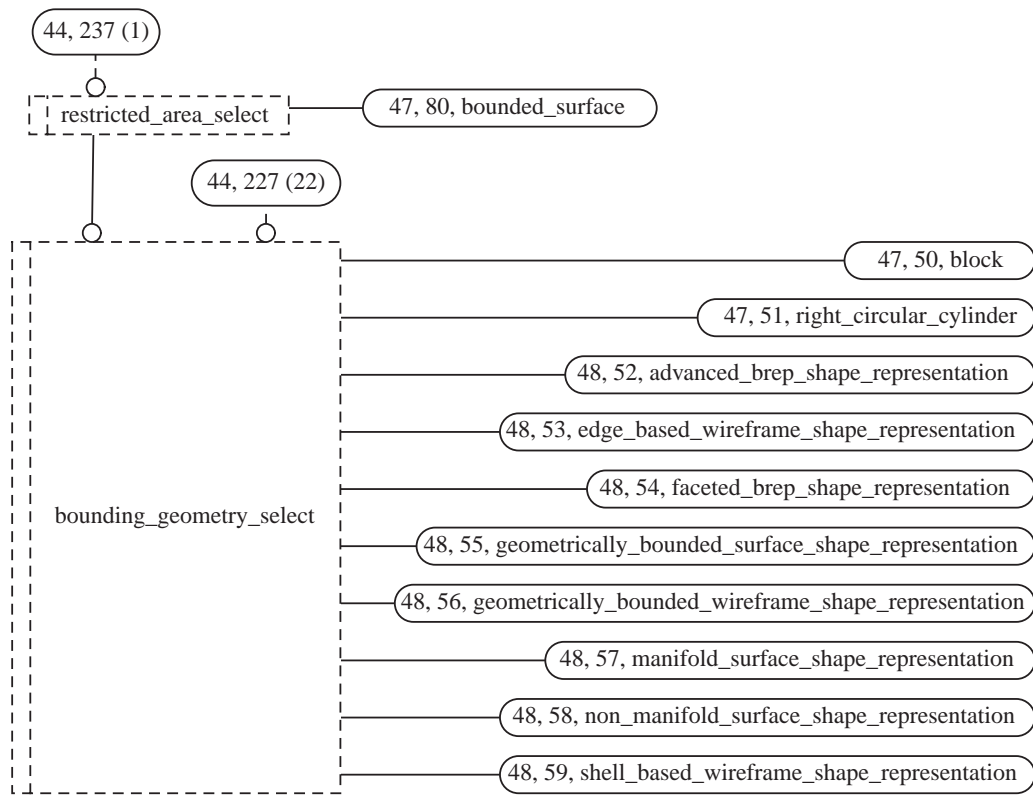 44, 237 (1)
restricted_area_select
47, 80, bounded_surface
44, 227 (22)
47, 50, block
47, 51, right_circular_cylinder
48, 52, advanced_brep_shape_representation
48, 53, edge_based_wireframe_shape_representation
48, 54, faceted_brep_shape_representation
bounding_geometry_select
48, 55, geometrically_bounded_surface_shape_representation
48, 56, geometrically_bounded_wireframe_shape_representation
48, 57, manifold_surface_shape_representation
48, 58, non_manifold_surface_shape_representation
48, 59, shell_based_wireframe_shape_representation